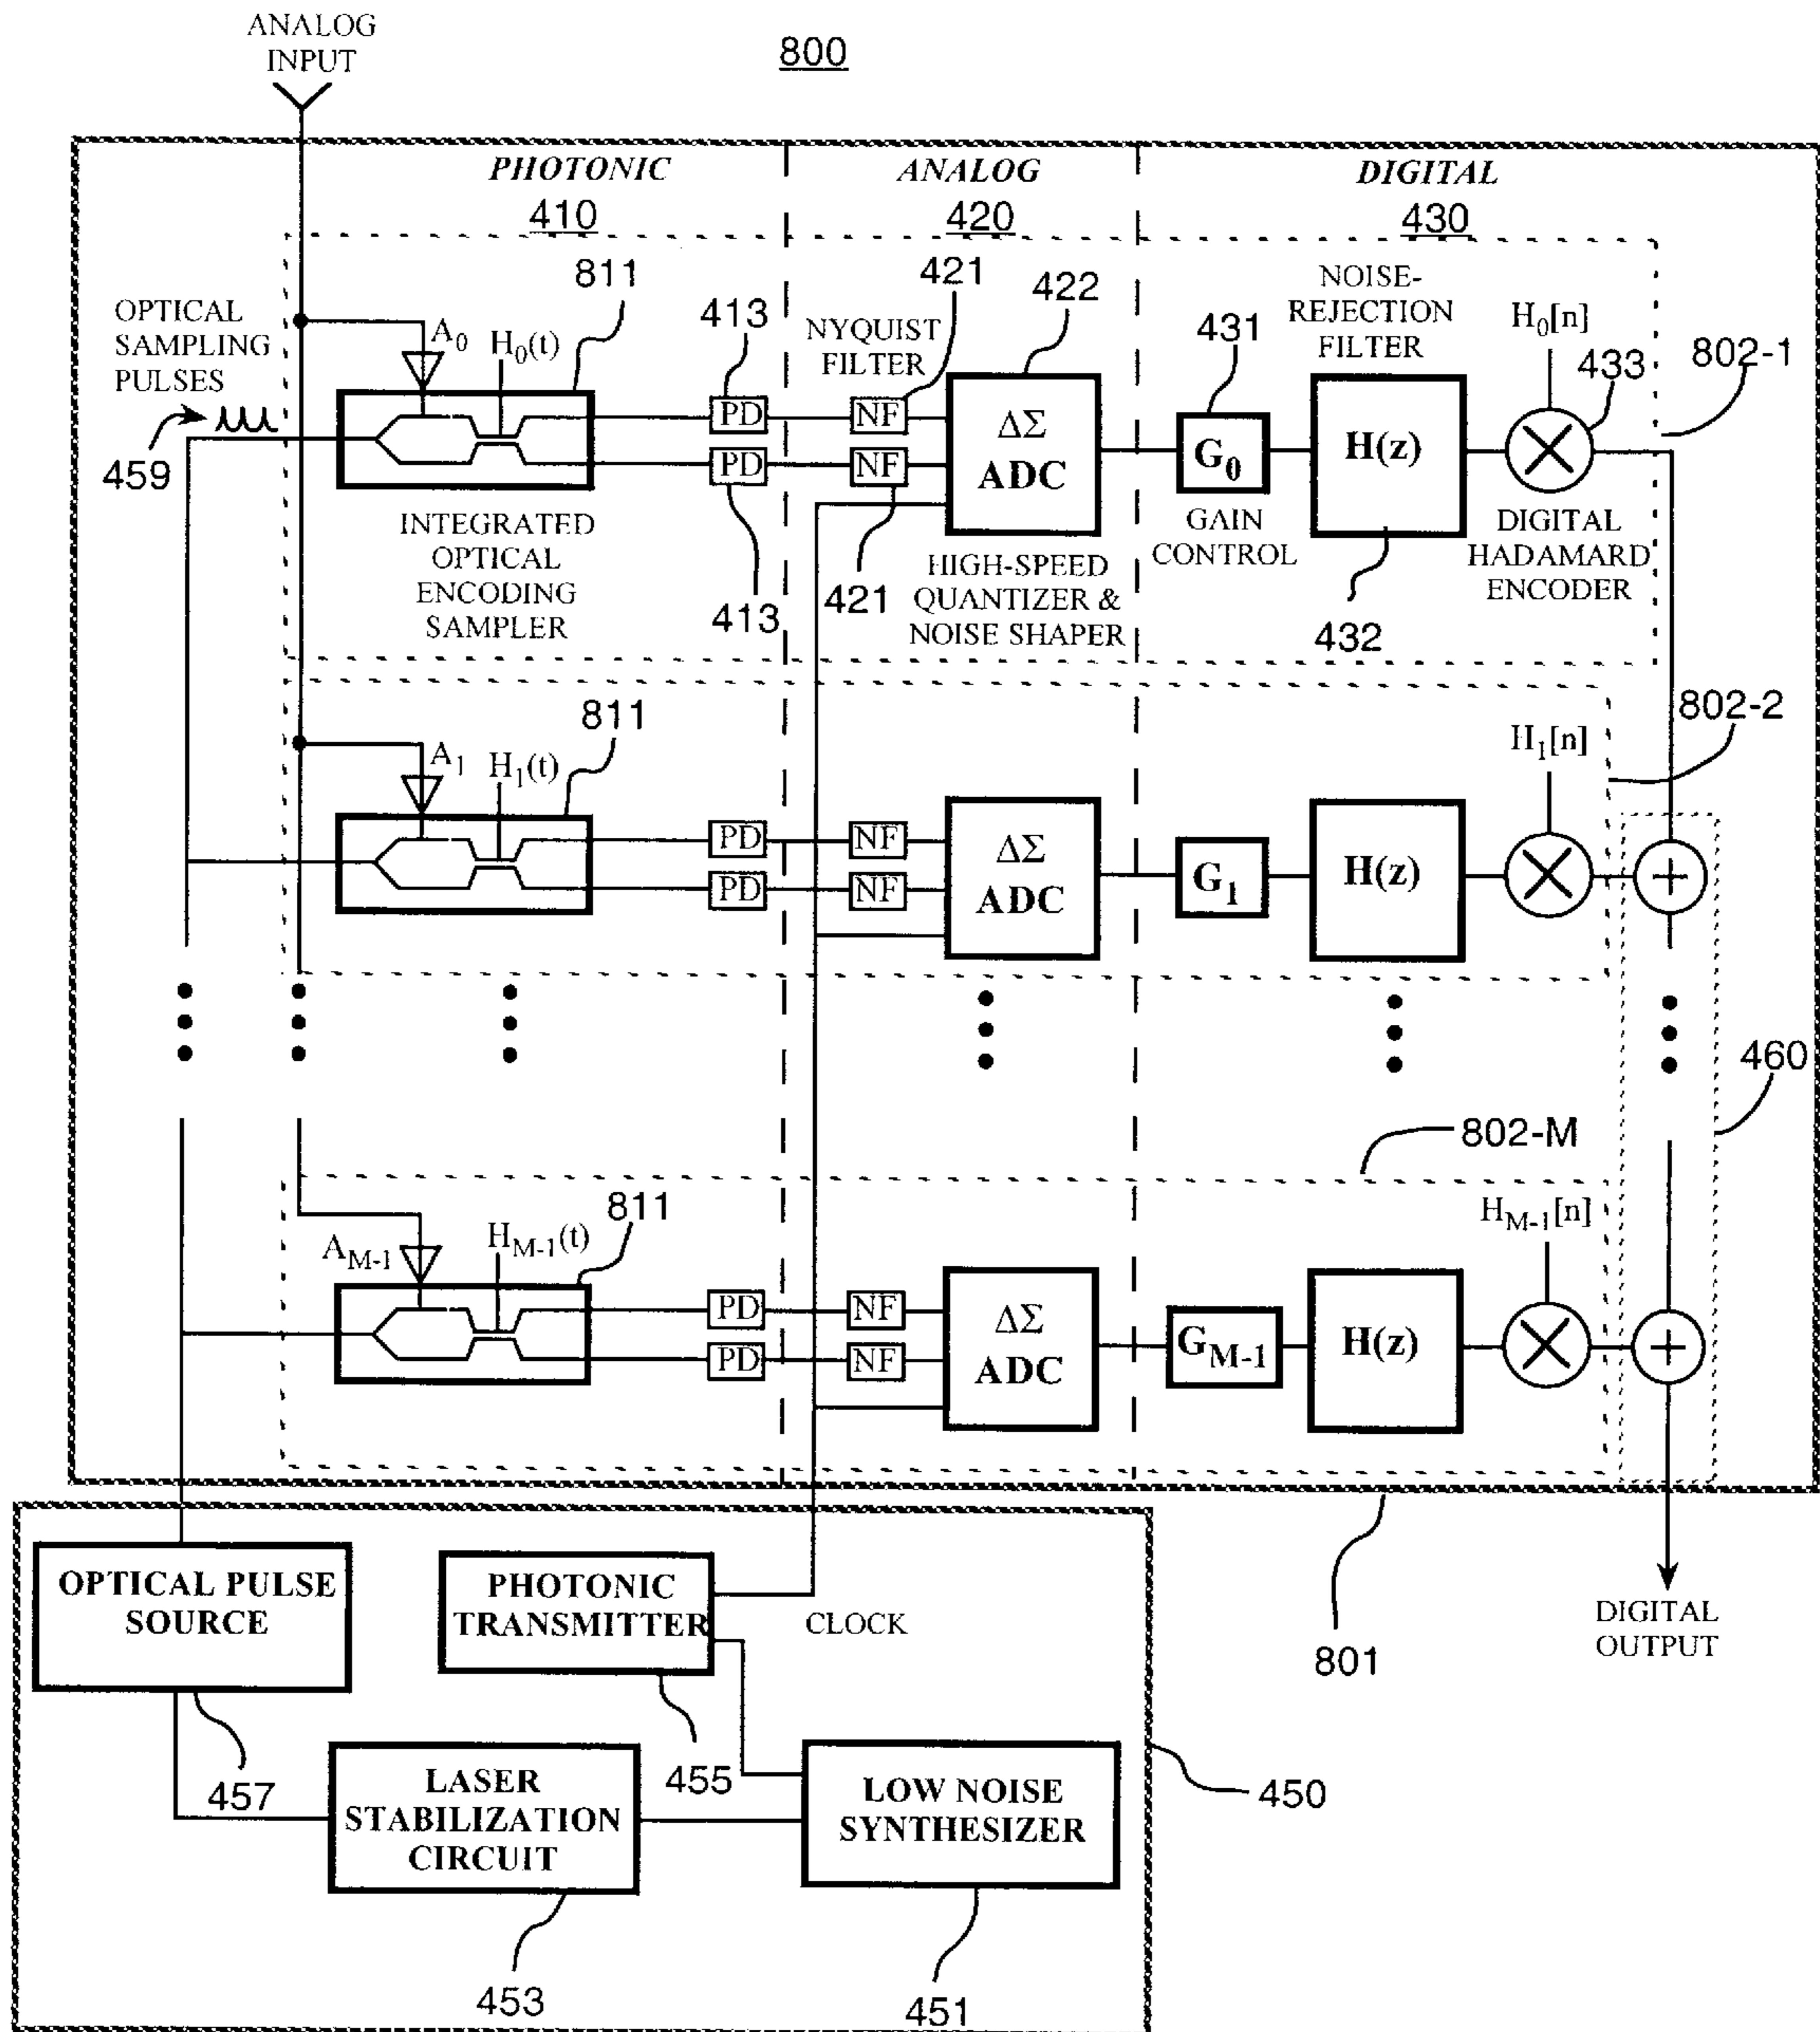 ANALOG
INPUT
800
PHOTONIC
410
ANALOG
420
DIGITAL
430
OPTICAL
SAMPLING
PULSES
459
A0
H0(t)
811
413
PD
PD
413
NYQUIST
FILTER
421
NF
NF
421
422
ΔΣ
ADC
431
G0
GAIN
CONTROL
NOISE-
REJECTION
FILTER
H(z)
432
H0[n]
433
802-1
INTEGRATED
OPTICAL
ENCODING
SAMPLER
HIGH-SPEED
QUANTIZER &
NOISE SHAPER
DIGITAL
HADAMARD
ENCODER
A1
H1(t)
811
PD
PD
NF
NF
ΔΣ
ADC
G1
H(z)
H1[n]
802-2
+
460
802-M
AM-1
HM-1(t)
811
PD
PD
NF
NF
ΔΣ
ADC
GM-1
H(z)
HM-1[n]
+
OPTICAL PULSE
SOURCE
457
PHOTONIC
TRANSMITTER
455
CLOCK
801
DIGITAL
OUTPUT
LASER
STABILIZATION
CIRCUIT
453
LOW NOISE
SYNTHESIZER
451
450